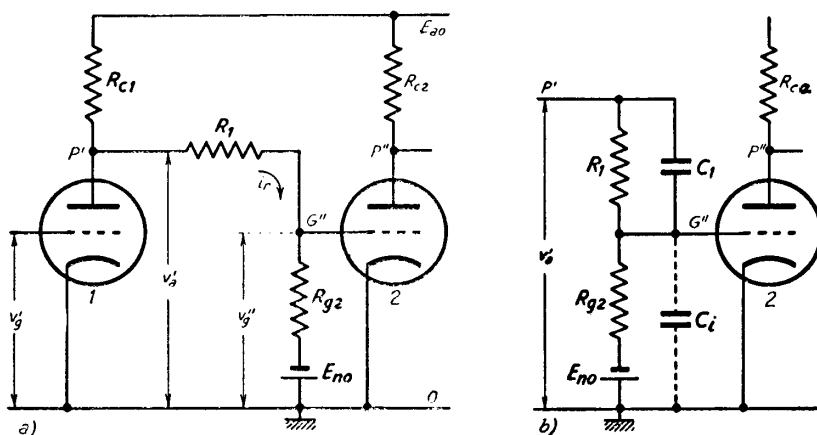 E_ao
R_c1
R_c2
P'
R_1
P''
i_r
G''
1
2
v'_g
v'_a
v''_g
R_g2
E_no
0
a)
R_ca
P'
P''
R_1
C_1
G''
v'_a
R_g2
2
C_i
E_no
b)